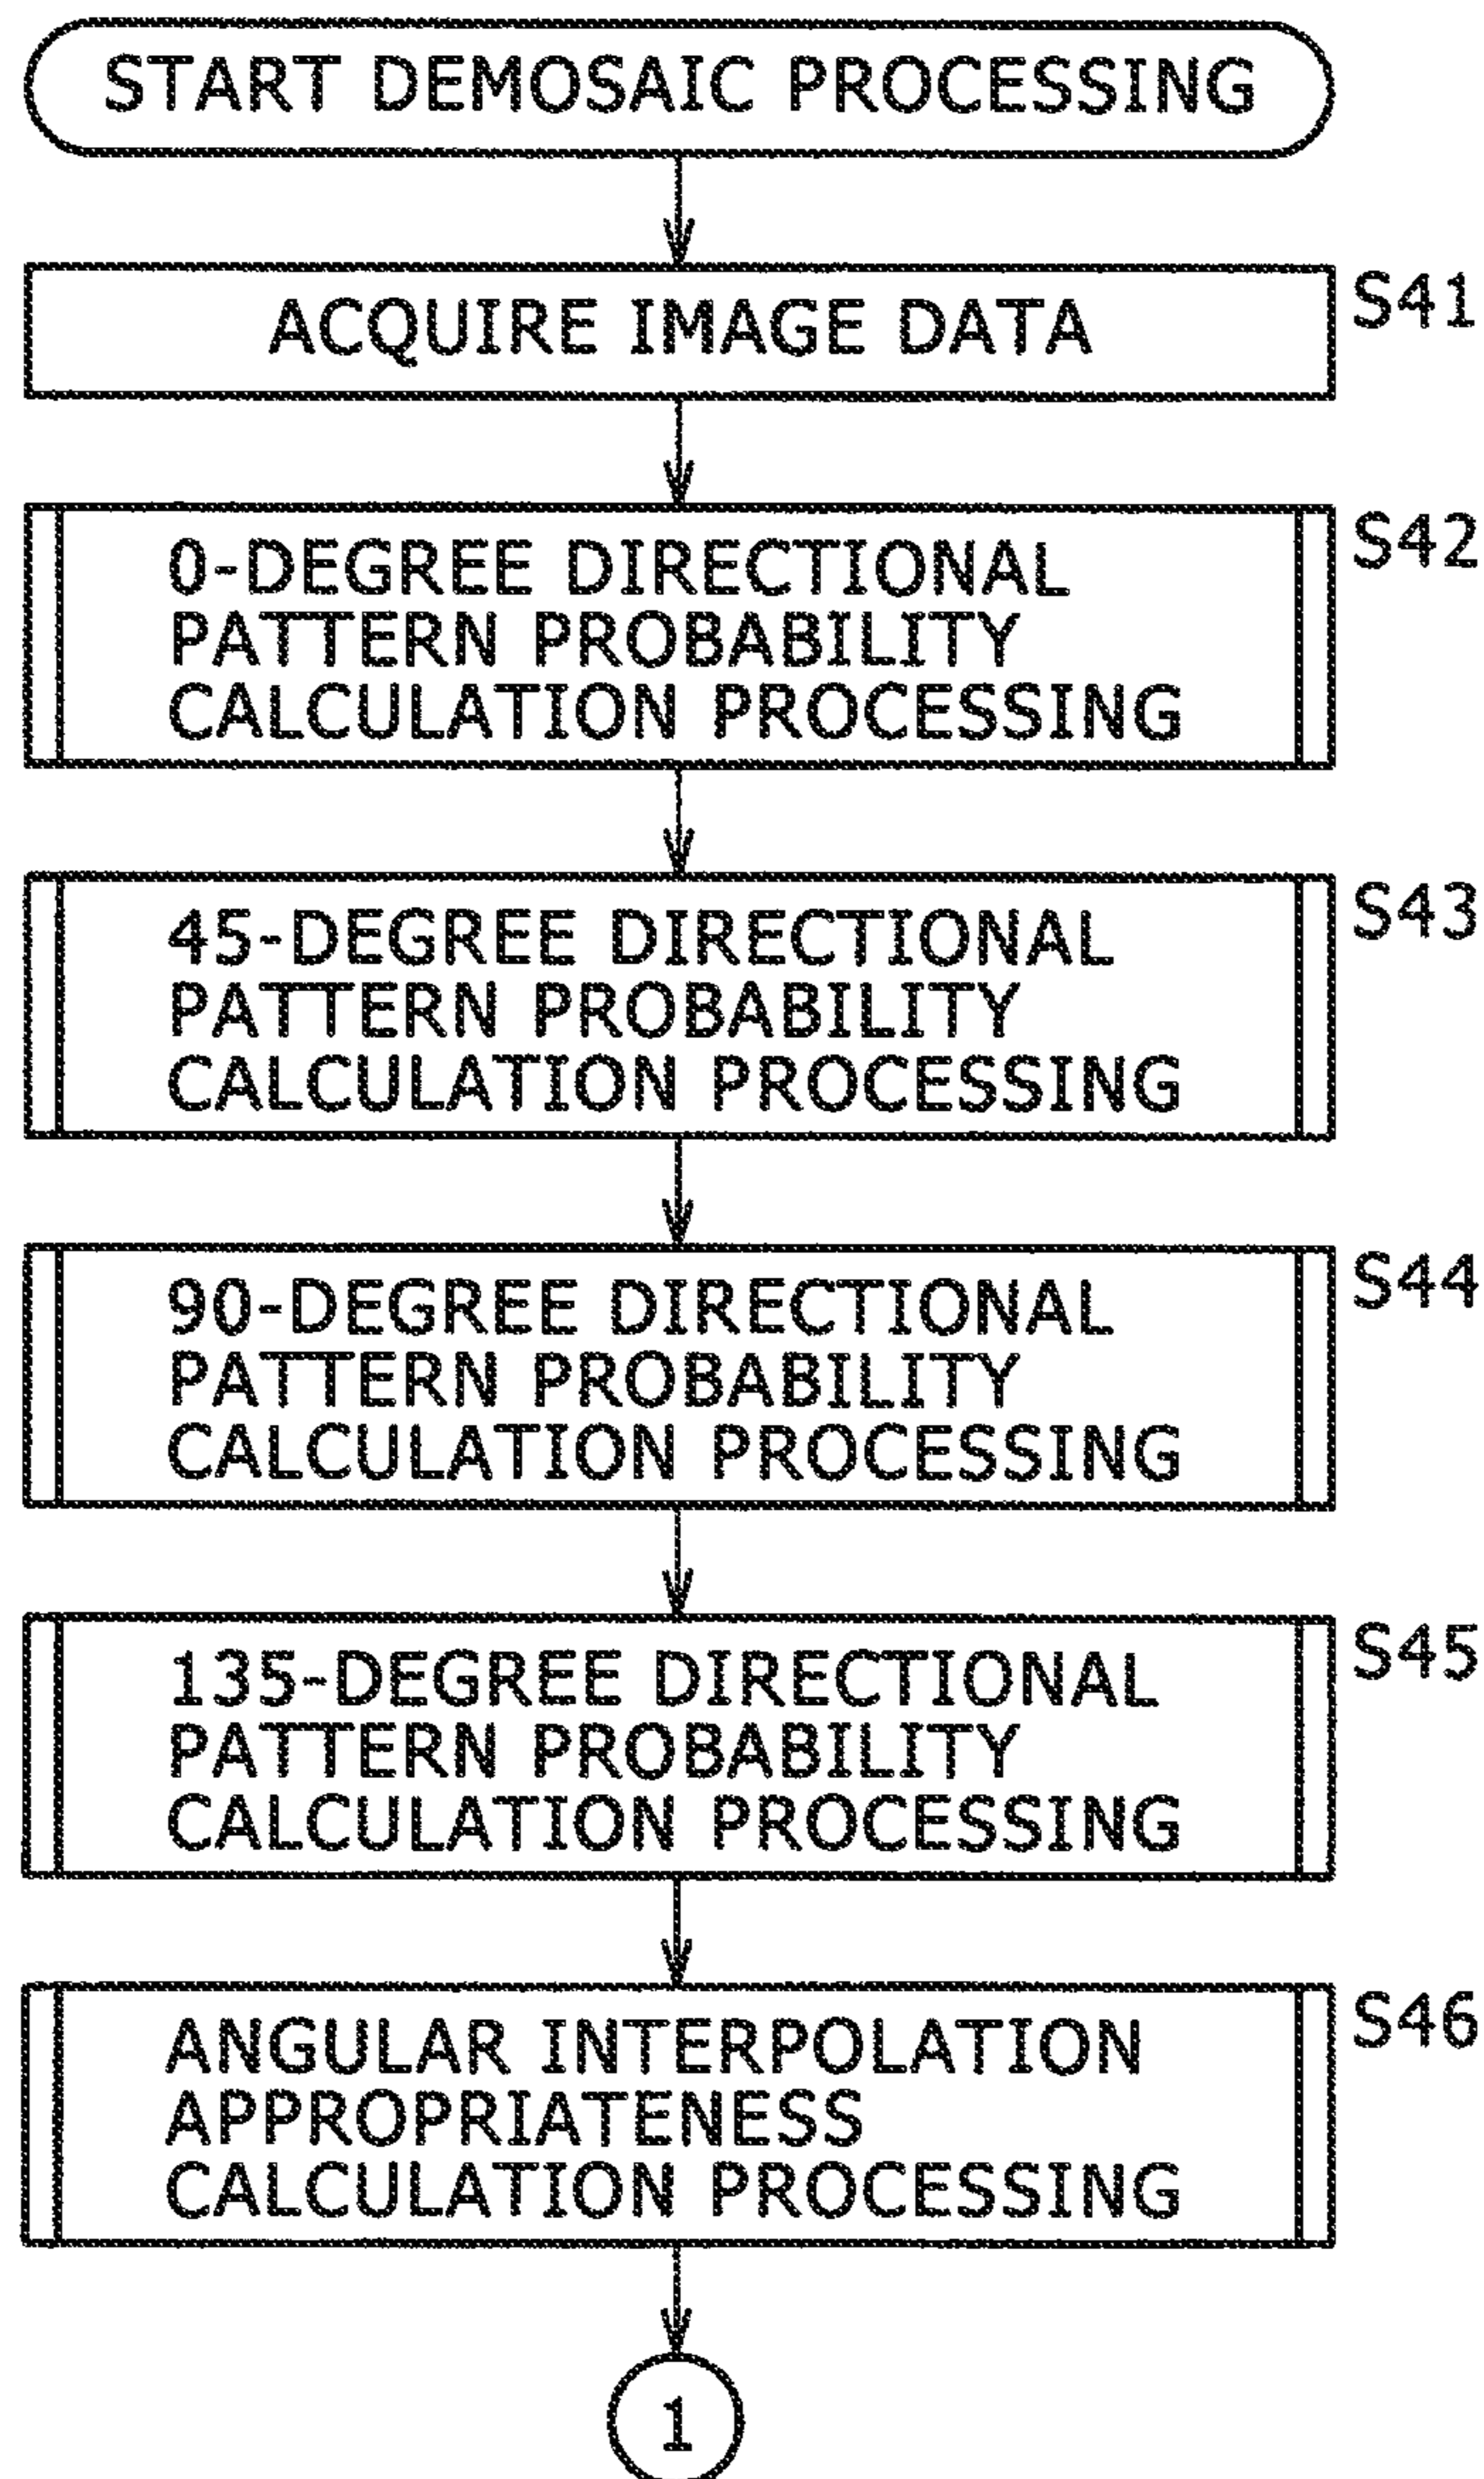 START DEMOSAIC PROCESSING
ACQUIRE IMAGE DATA
S41
0-DEGREE DIRECTIONAL
PATTERN PROBABILITY
CALCULATION PROCESSING
S42
45-DEGREE DIRECTIONAL
PATTERN PROBABILITY
CALCULATION PROCESSING
S43
90-DEGREE DIRECTIONAL
PATTERN PROBABILITY
CALCULATION PROCESSING
S44
135-DEGREE DIRECTIONAL
PATTERN PROBABILITY
CALCULATION PROCESSING
S45
ANGULAR INTERPOLATION
APPROPRIATENESS
CALCULATION PROCESSING
S46
1